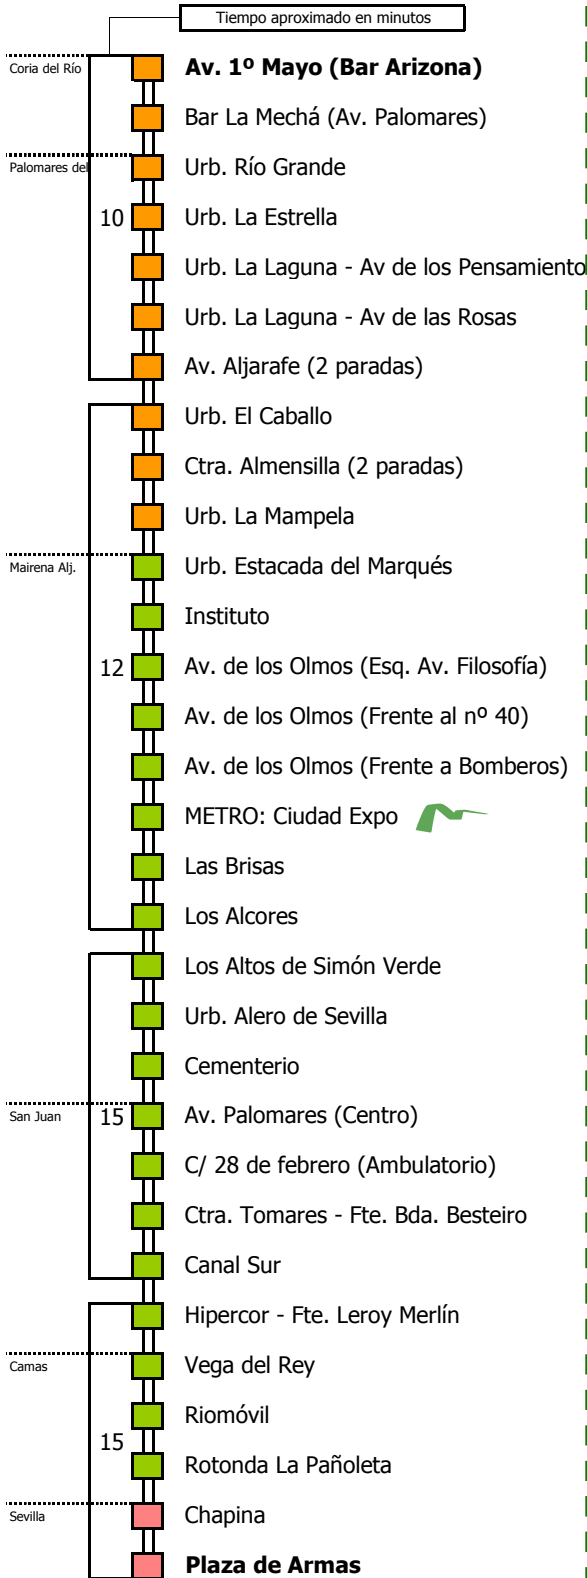 Tiempo aproximado en minutos
Coria del Río
Av. 1º Mayo (Bar Arizona)
Bar La Mechá (Av. Palomares)
Palomares del
Urb. Río Grande
10
Urb. La Estrella
Urb. La Laguna - Av de los Pensamiento
Urb. La Laguna - Av de las Rosas
Av. Aljarafe (2 paradas)
Urb. El Caballo
Ctra. Almensilla (2 paradas)
Urb. La Mampela
Mairena Alj.
Urb. Estacada del Marqués
Instituto
12
Av. de los Olmos (Esq. Av. Filosofía)
Av. de los Olmos (Frente al nº 40)
Av. de los Olmos (Frente a Bomberos)
METRO: Ciudad Expo
Las Brisas
Los Alcores
Los Altos de Simón Verde
Urb. Alero de Sevilla
Cementerio
San Juan
15
Av. Palomares (Centro)
C/ 28 de febrero (Ambulatorio)
Ctra. Tomares - Fte. Bda. Besteiro
Canal Sur
Hipercor - Fte. Leroy Merlín
Camas
Vega del Rey
Riomóvil
15
Rotonda La Pañoleta
Sevilla
Chapina
Plaza de Armas